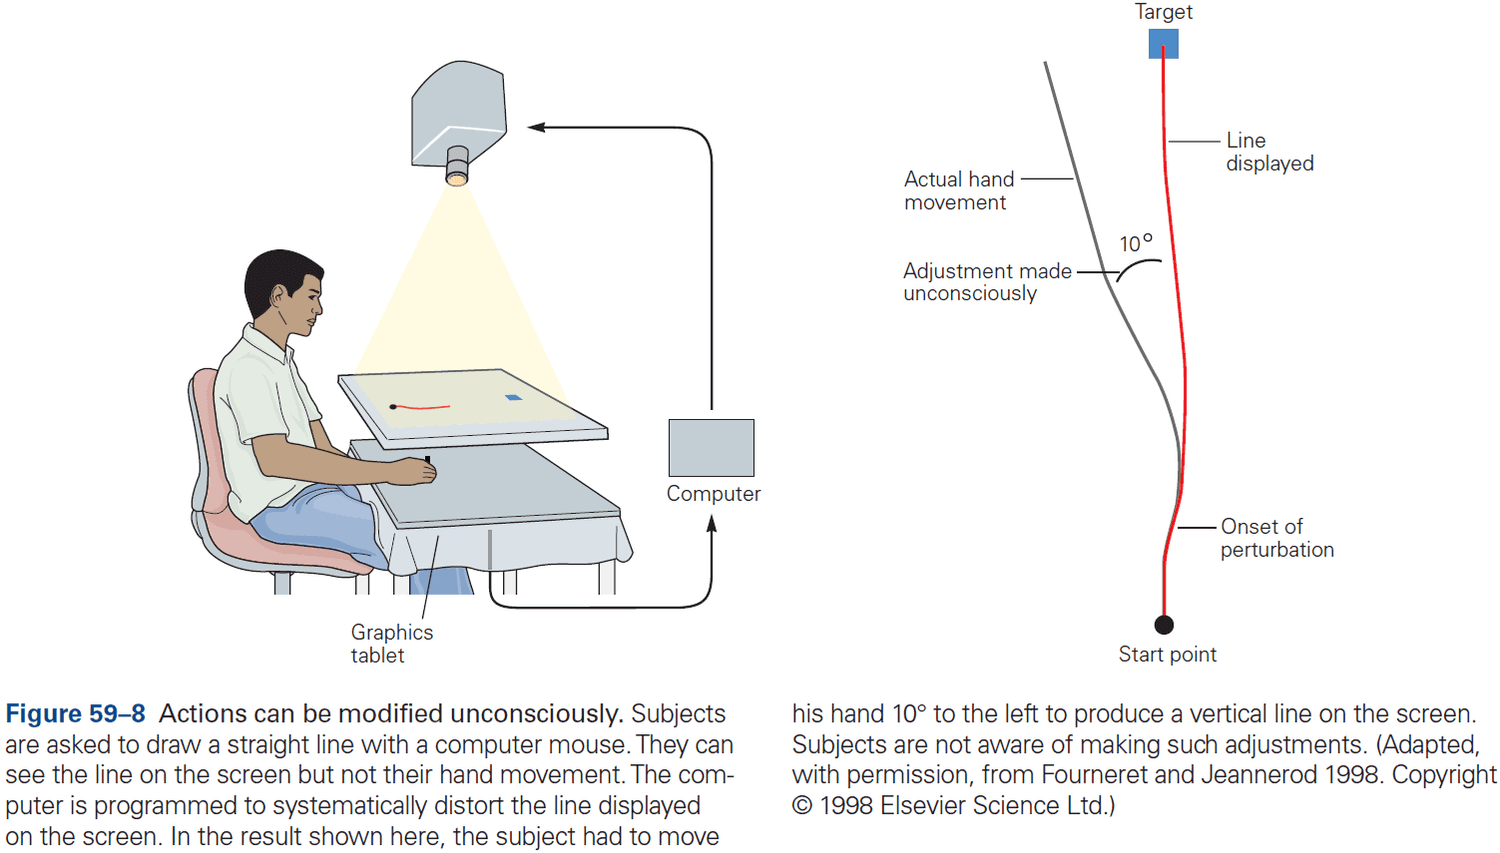 Target
Line
displayed
Actual hand
movement
10°
Adjustment made
unconsciously
Computer
Onset of
perturbation
Graphics
tablet
Start point
Figure 59–8 Actions can be modified unconsciously. Subjects
are asked to draw a straight line with a computer mouse. They can
see the line on the screen but not their hand movement. The com-
puter is programmed to systematically distort the line displayed
on the screen. In the result shown here, the subject had to move
his hand 10° to the left to produce a vertical line on the screen.
Subjects are not aware of making such adjustments. (Adapted,
with permission, from Fourneret and Jeannerod 1998. Copyright
© 1998 Elsevier Science Ltd.)